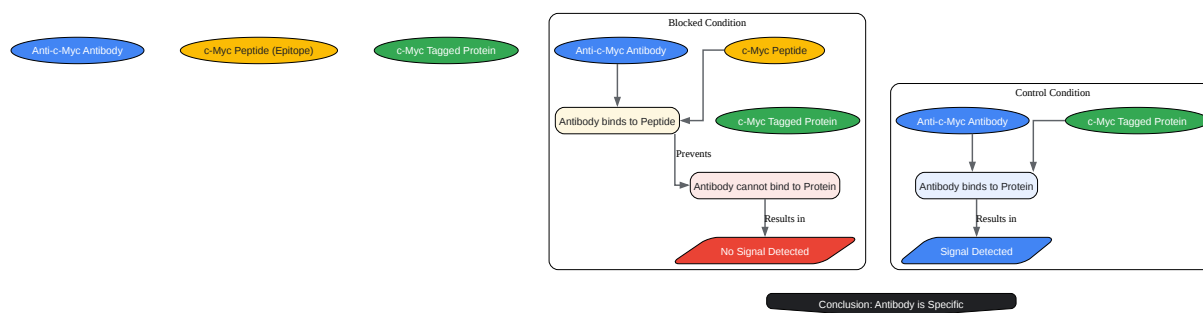 Anti-c-Myc Antibody
c-Myc Peptide (Epitope)
c-Myc Tagged Protein
Blocked Condition
Anti-c-Myc Antibody
c-Myc Peptide
Antibody binds to Peptide
c-Myc Tagged Protein
Prevents
Antibody cannot bind to Protein
Results in
No Signal Detected
Control Condition
Anti-c-Myc Antibody
c-Myc Tagged Protein
Antibody binds to Protein
Results in
Signal Detected
Conclusion: Antibody is Specific